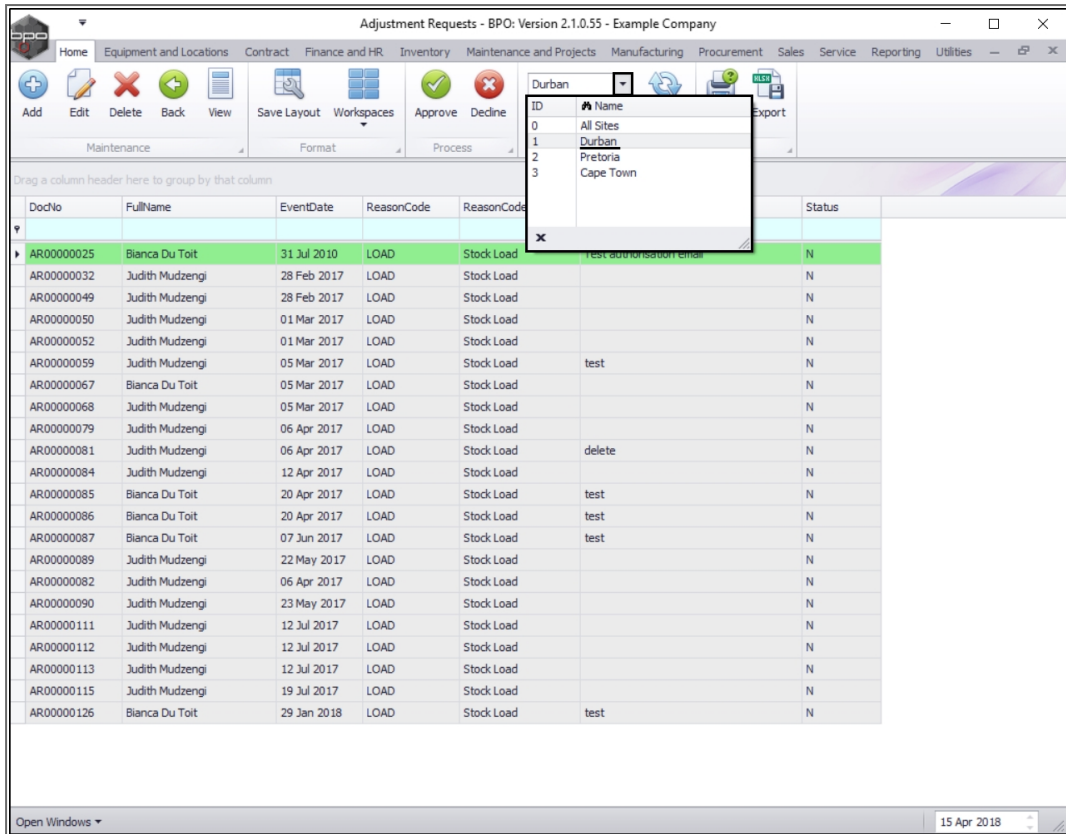 Adjustment Requests - BPO: Version 2.1.0.55 - Example Company
BPO
Home Equipment and Locations Contract Finance and HR Inventory Maintenance and Projects Manufacturing Procurement Sales Service Reporting Utilities
Durban
Add Edit Delete Back View Save Layout Workspaces Approve Decline Export
Maintenance Format Process
ID Name
0 All Sites
1 Durban
2 Pretoria
3 Cape Town
Drag a column header here to group by that column
DocNo FullName EventDate ReasonCode ReasonCode Status
AR00000025 Bianca Du Toit 31 Jul 2010 LOAD Stock Load Test authorisation email N
AR00000032 Judith Mudzengi 28 Feb 2017 LOAD Stock Load N
AR00000049 Judith Mudzengi 28 Feb 2017 LOAD Stock Load N
AR00000050 Judith Mudzengi 01 Mar 2017 LOAD Stock Load N
AR00000052 Judith Mudzengi 01 Mar 2017 LOAD Stock Load N
AR00000059 Judith Mudzengi 05 Mar 2017 LOAD Stock Load test N
AR00000067 Bianca Du Toit 05 Mar 2017 LOAD Stock Load N
AR00000068 Judith Mudzengi 05 Mar 2017 LOAD Stock Load N
AR00000079 Judith Mudzengi 06 Apr 2017 LOAD Stock Load N
AR00000081 Judith Mudzengi 06 Apr 2017 LOAD Stock Load delete N
AR00000084 Judith Mudzengi 12 Apr 2017 LOAD Stock Load N
AR00000085 Bianca Du Toit 20 Apr 2017 LOAD Stock Load test N
AR00000086 Bianca Du Toit 20 Apr 2017 LOAD Stock Load test N
AR00000087 Bianca Du Toit 07 Jun 2017 LOAD Stock Load test N
AR00000089 Judith Mudzengi 22 May 2017 LOAD Stock Load N
AR00000082 Judith Mudzengi 06 Apr 2017 LOAD Stock Load N
AR00000090 Judith Mudzengi 23 May 2017 LOAD Stock Load N
AR00000111 Judith Mudzengi 12 Jul 2017 LOAD Stock Load N
AR00000112 Judith Mudzengi 12 Jul 2017 LOAD Stock Load N
AR00000113 Judith Mudzengi 12 Jul 2017 LOAD Stock Load N
AR00000115 Judith Mudzengi 19 Jul 2017 LOAD Stock Load N
AR00000126 Bianca Du Toit 29 Jan 2018 LOAD Stock Load test N
Open Windows 15 Apr 2018